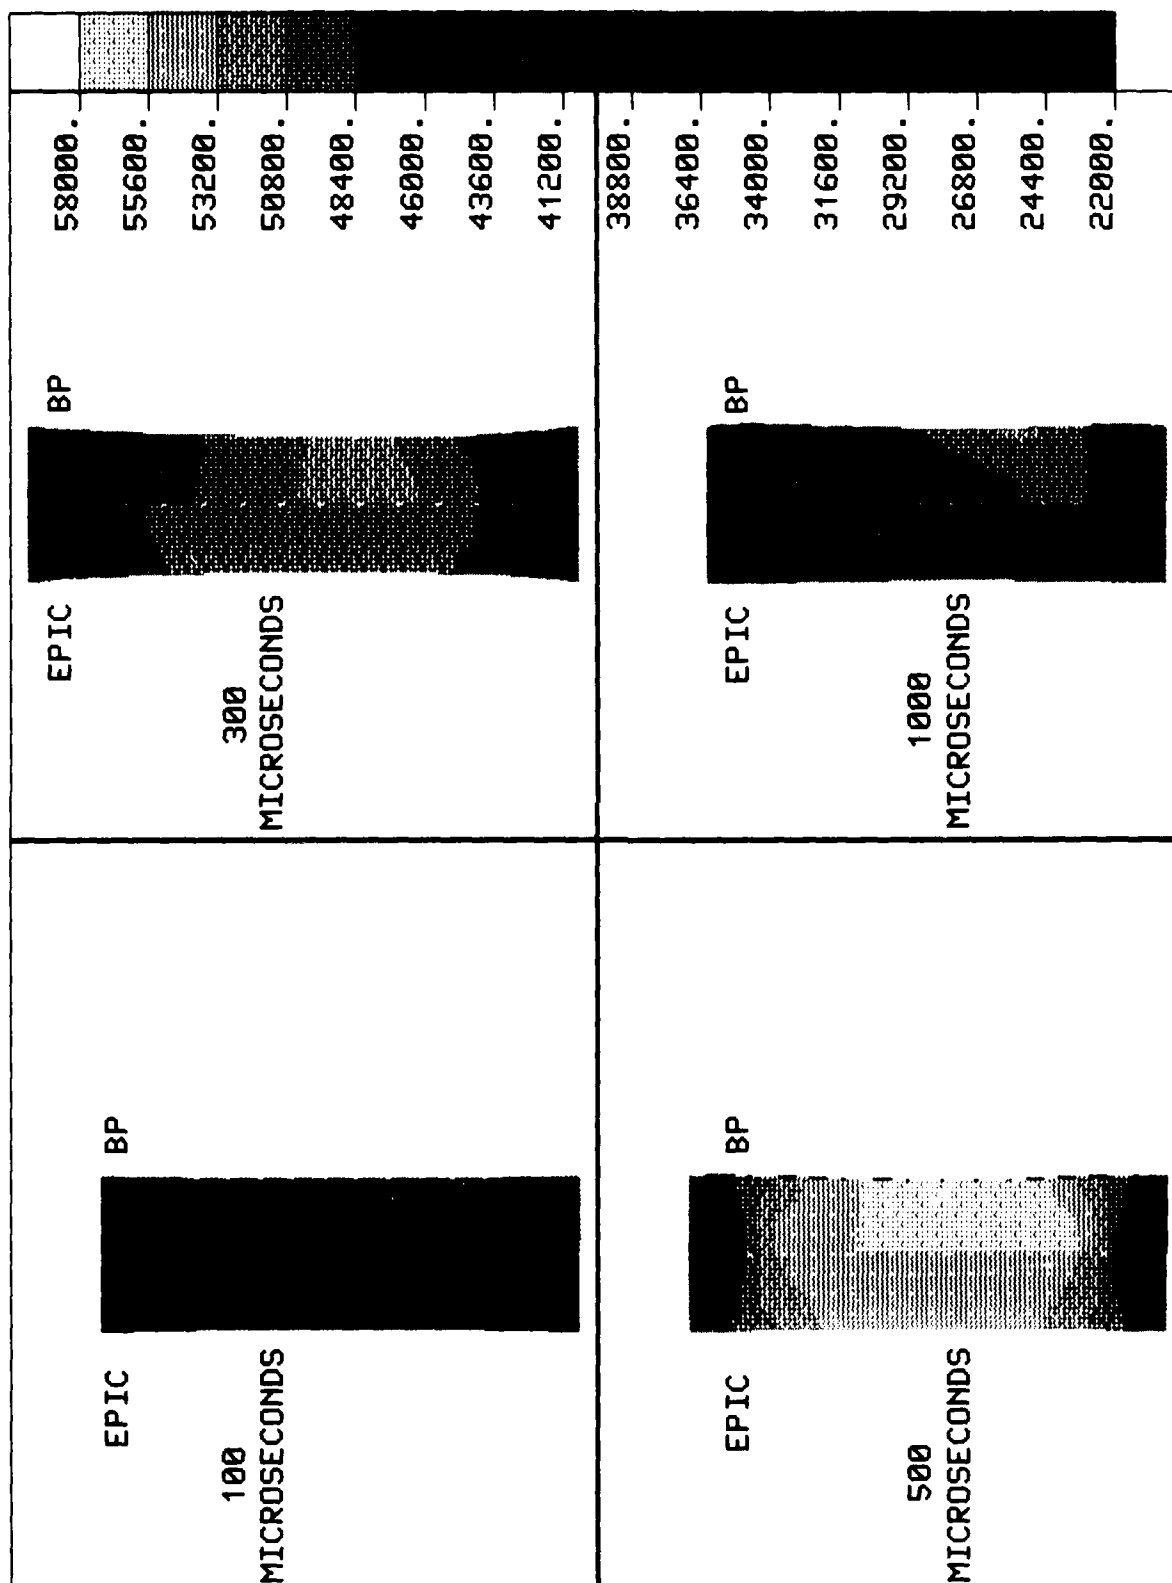 EPIC
BP
100
MICROSECONDS
EPIC
BP
300
MICROSECONDS
EPIC
BP
500
MICROSECONDS
EPIC
BP
1000
MICROSECONDS
58000.
55600.
53200.
50800.
48400.
46000.
43600.
41200.
38800.
36400.
34000.
31600.
29200.
26800.
24400.
22000.